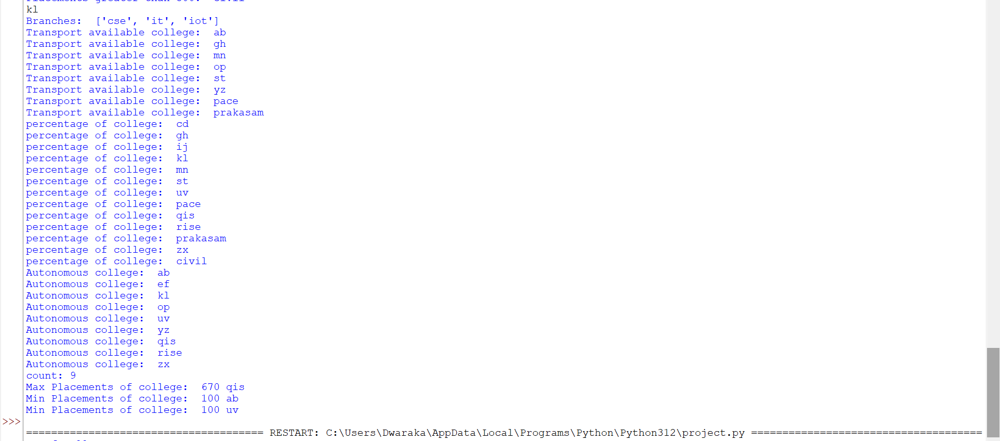 kl
Branches:  ['cse', 'it', 'iot']
Transport available college:  ab
Transport available college:  gh
Transport available college:  mn
Transport available college:  op
Transport available college:  st
Transport available college:  yz
Transport available college:  pace
Transport available college:  prakasam
percentage of college:  cd
percentage of college:  gh
percentage of college:  ij
percentage of college:  kl
percentage of college:  mn
percentage of college:  st
percentage of college:  uv
percentage of college:  pace
percentage of college:  qis
percentage of college:  rise
percentage of college:  prakasam
percentage of college:  zx
percentage of college:  civil
Autonomous college:  ab
Autonomous college:  ef
Autonomous college:  kl
Autonomous college:  op
Autonomous college:  uv
Autonomous college:  yz
Autonomous college:  qis
Autonomous college:  rise
Autonomous college:  zx
count: 9
Max Placements of college:  670 qis
Min Placements of college:  100 ab
Min Placements of college:  100 uv
>>>
====================================== RESTART: C:\Users\Dwaraka\AppData\Local\Programs\Python\Python312\project.py =====================================